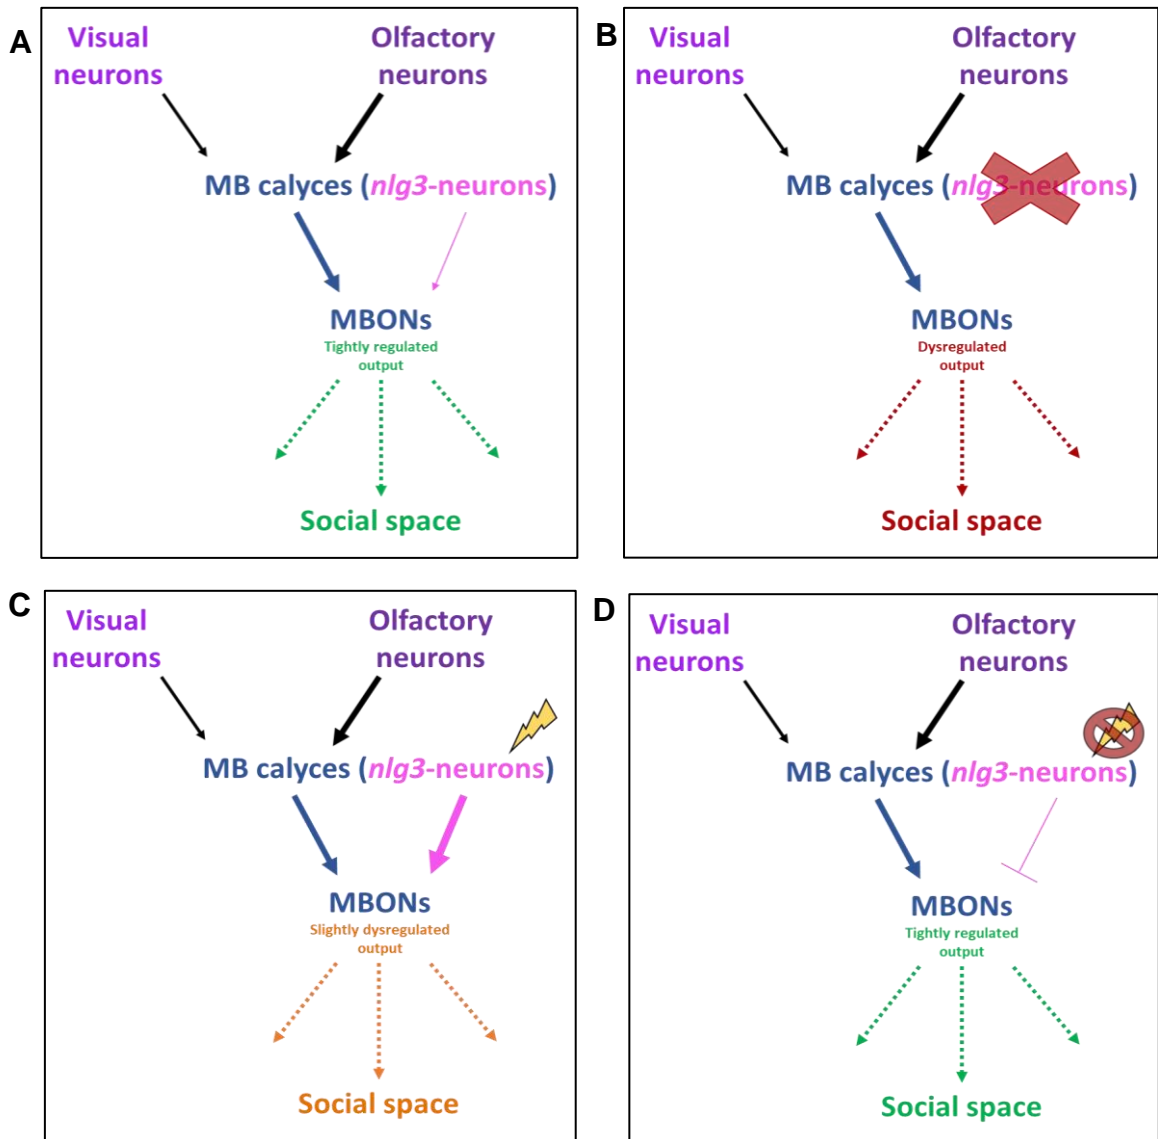 A
Visual
neurons
Olfactory
neurons
MB calyces (nlg3-neurons)
MBONs
Tightly regulated
output
Social space
B
Visual
neurons
Olfactory
neurons
MB calyces (nlg3-neurons)
MBONs
Dysregulated
output
Social space
C
Visual
neurons
Olfactory
neurons
MB calyces (nlg3-neurons)
MBONs
Slightly dysregulated
output
Social space
D
Visual
neurons
Olfactory
neurons
MB calyces (nlg3-neurons)
MBONs
Tightly regulated
output
Social space